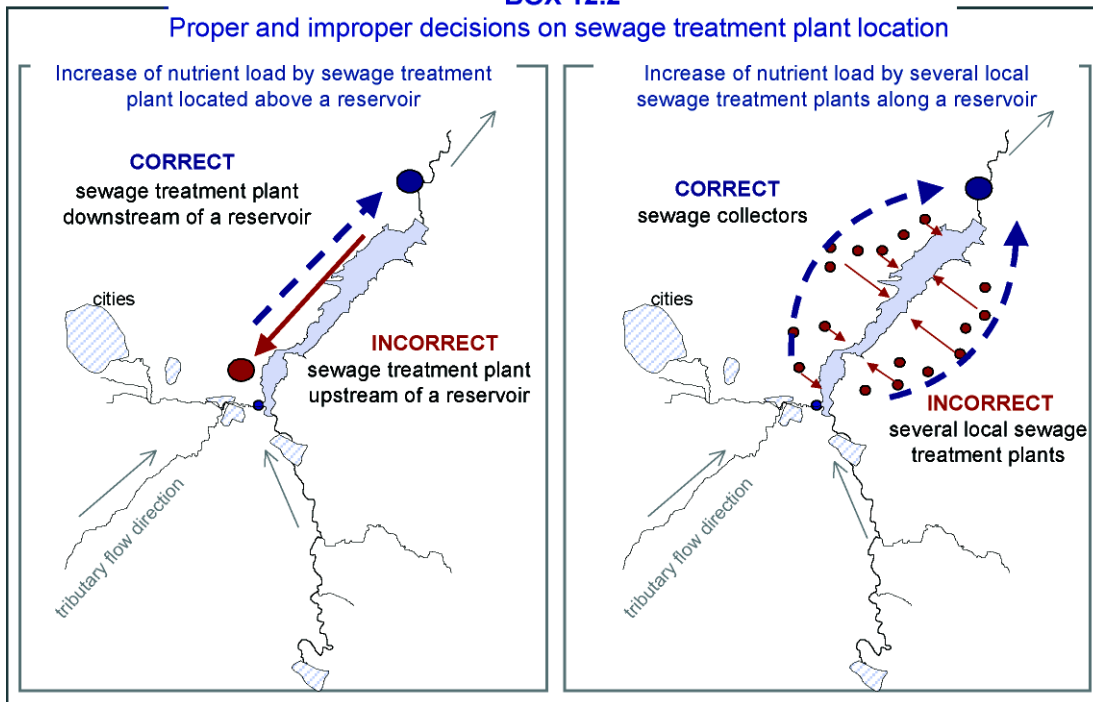 BOX 12.2
Proper and improper decisions on sewage treatment plant location
Increase of nutrient load by sewage treatment
plant located above a reservoir
CORRECT
sewage treatment plant
downstream of a reservoir
cities
INCORRECT
sewage treatment plant
upstream of a reservoir
tributary flow direction
Increase of nutrient load by several local
sewage treatment plants along a reservoir
CORRECT
sewage collectors
cities
INCORRECT
several local sewage
treatment plants
tributary flow direction